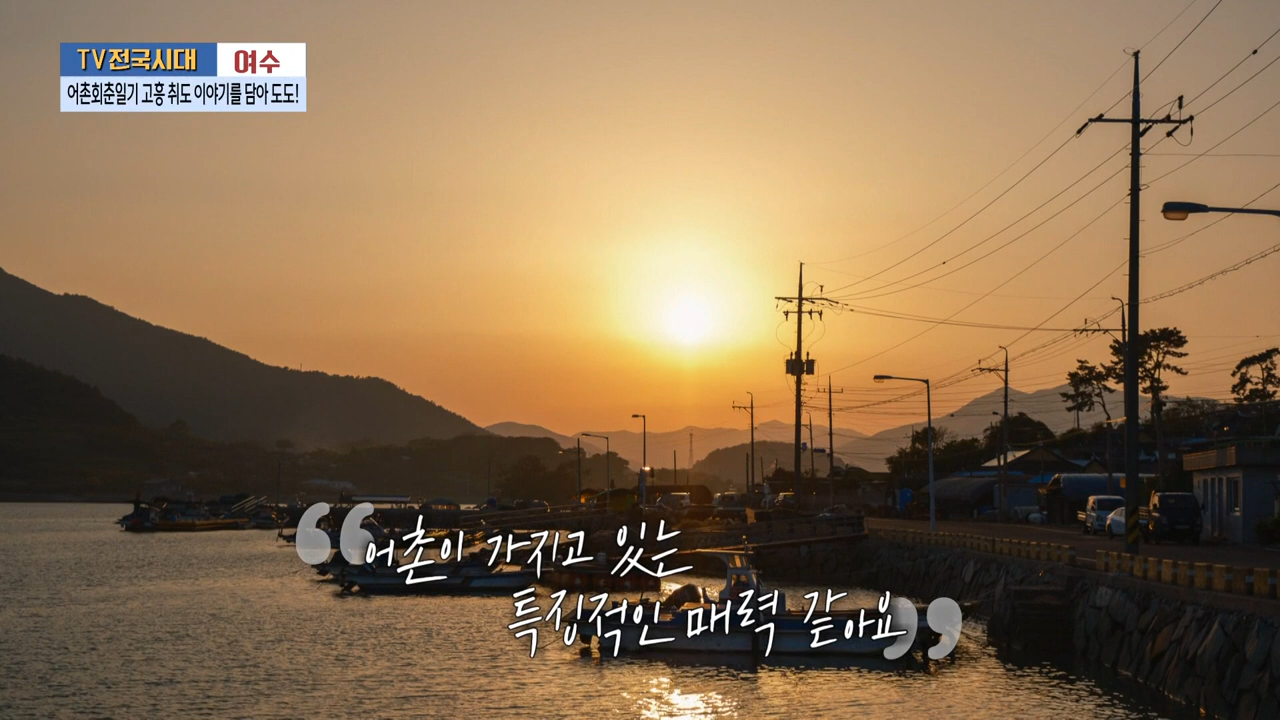 TV전국시대 여수
어촌회춘일기 고흥 취도 이야기를 담아 도도!
“어촌이 가지고 있는
특징적인 매력 같아요”